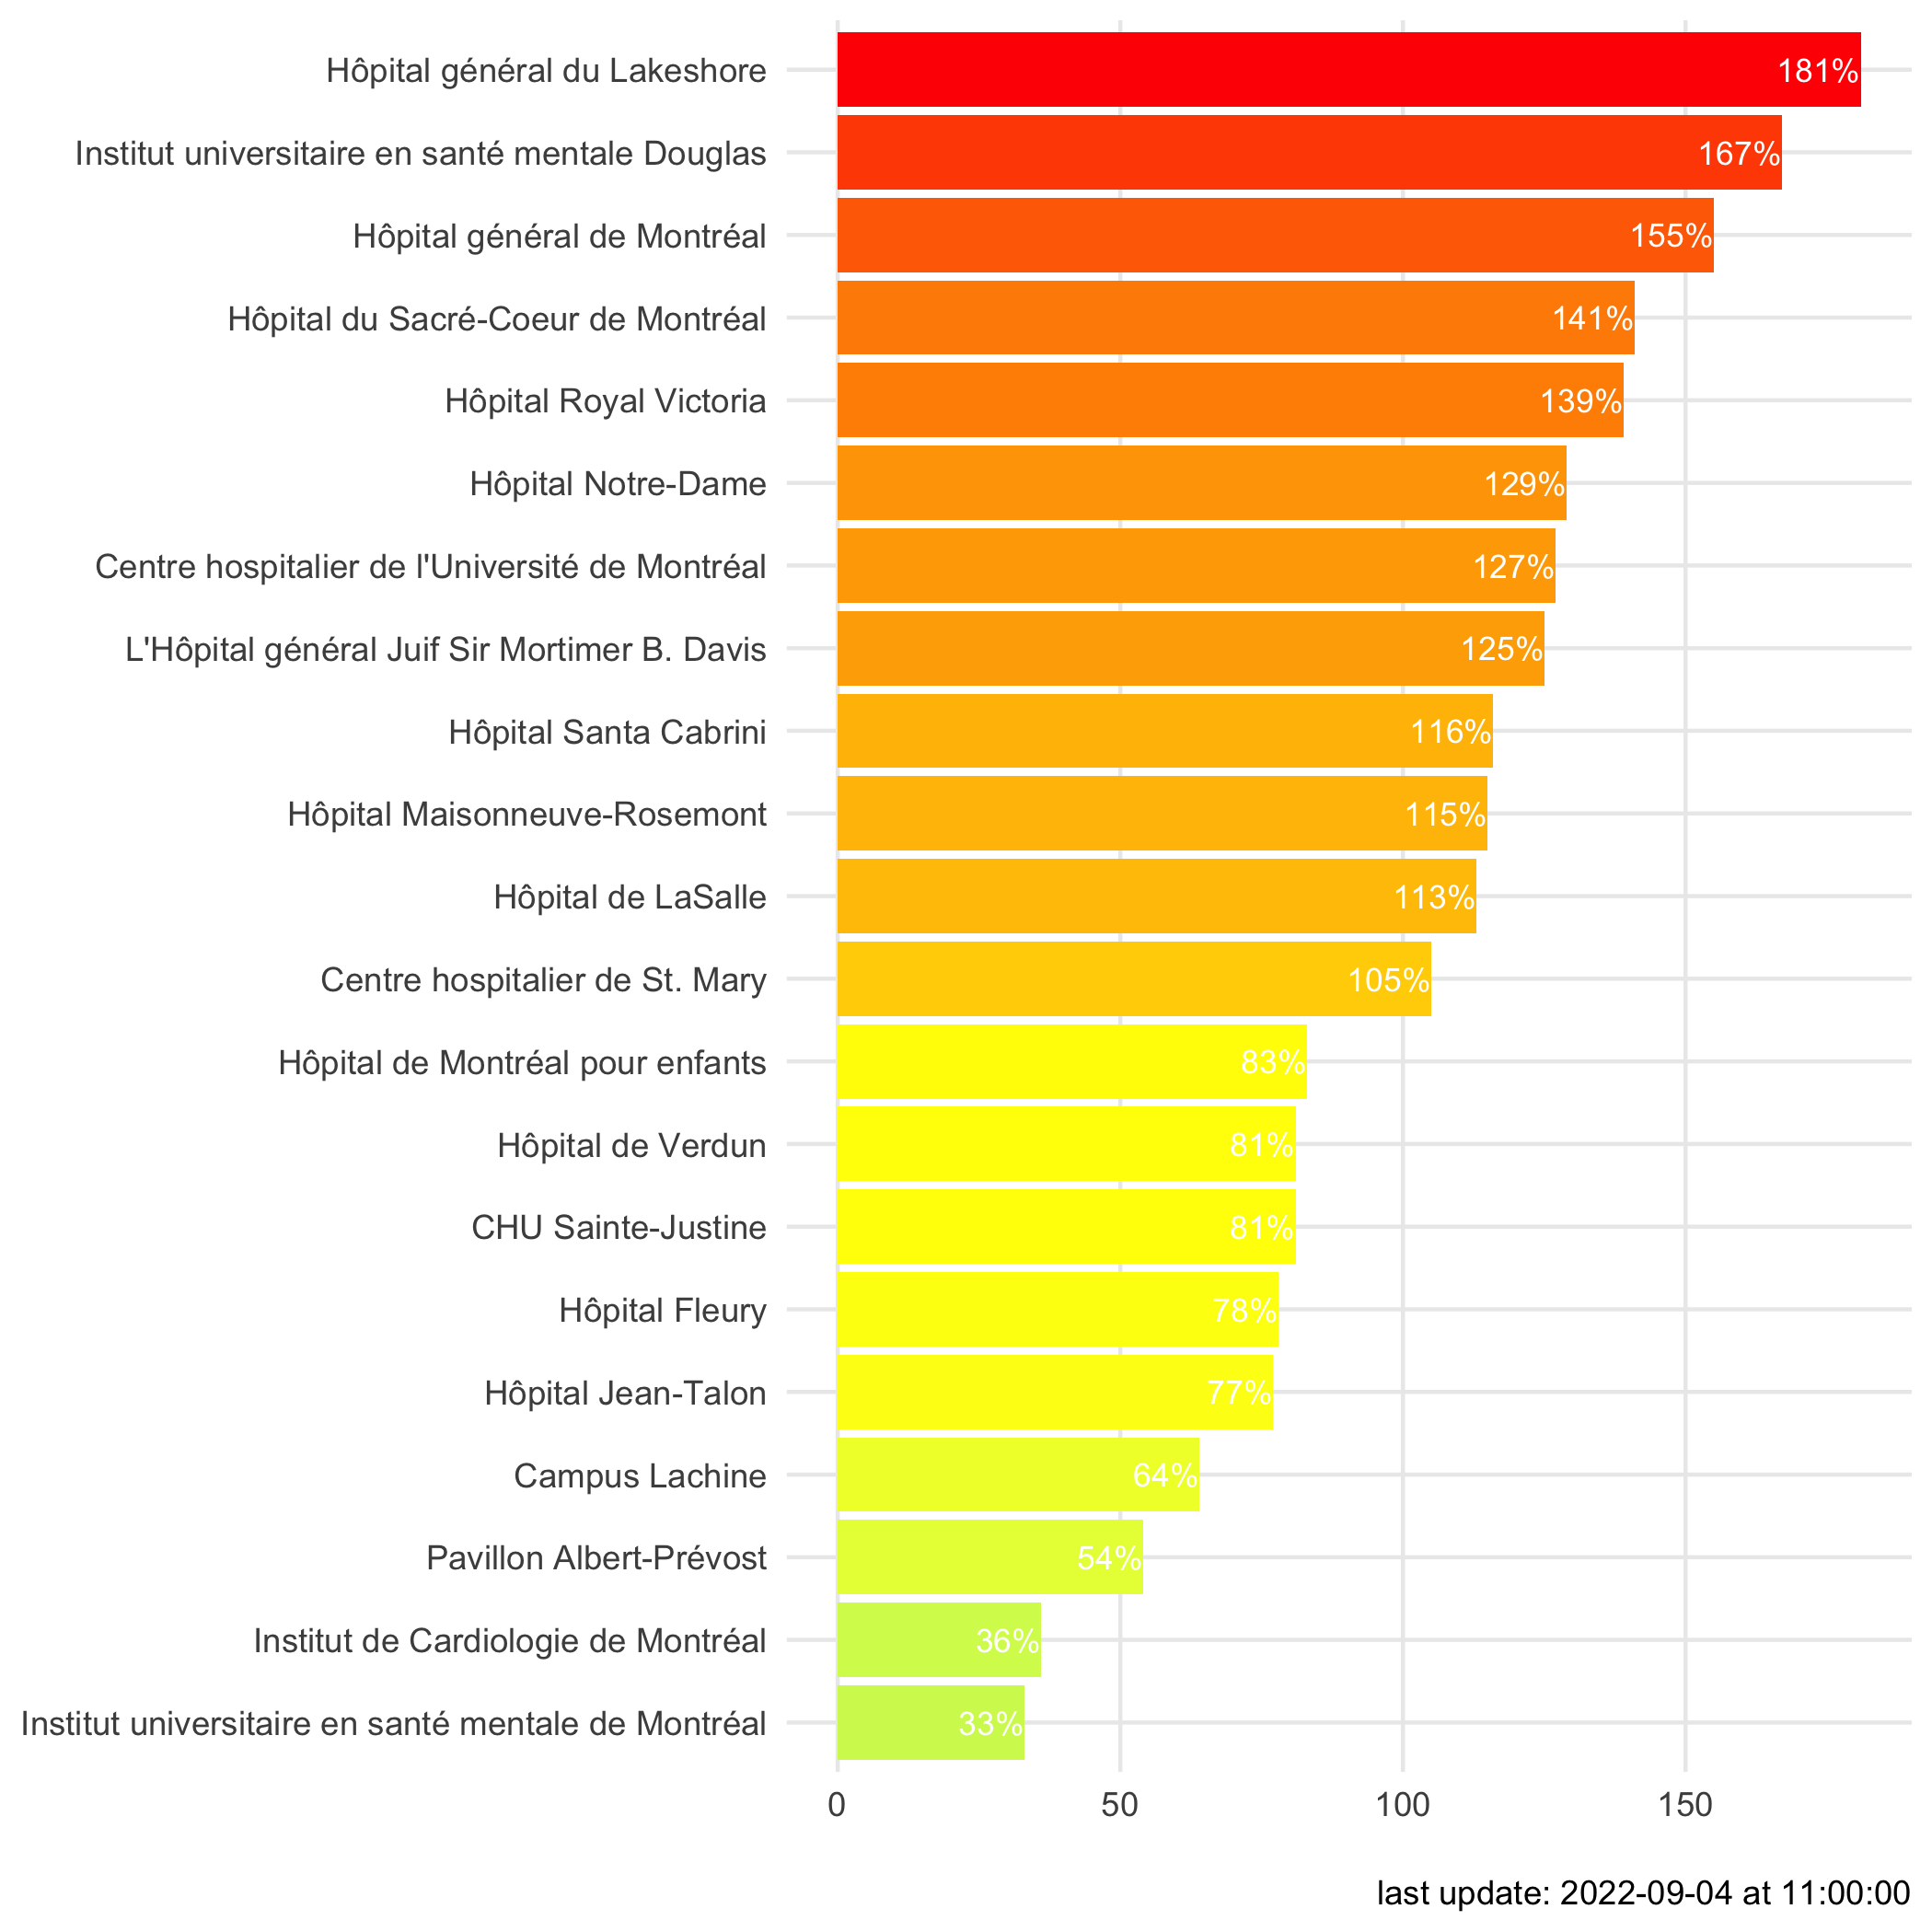 Hôpital général du Lakeshore 181%
Institut universitaire en santé mentale Douglas 167%
Hôpital général de Montréal 155%
Hôpital du Sacré-Coeur de Montréal 141%
Hôpital Royal Victoria 139%
Hôpital Notre-Dame 129%
Centre hospitalier de l'Université de Montréal 127%
L'Hôpital général Juif Sir Mortimer B. Davis 125%
Hôpital Santa Cabrini 116%
Hôpital Maisonneuve-Rosemont 115%
Hôpital de LaSalle 113%
Centre hospitalier de St. Mary 105%
Hôpital de Montréal pour enfants 83%
Hôpital de Verdun 81%
CHU Sainte-Justine 81%
Hôpital Fleury 78%
Hôpital Jean-Talon 77%
Campus Lachine 64%
Pavillon Albert-Prévost 54%
Institut de Cardiologie de Montréal 36%
Institut universitaire en santé mentale de Montréal 33%
0 50 100 150
last update: 2022-09-04 at 11:00:00